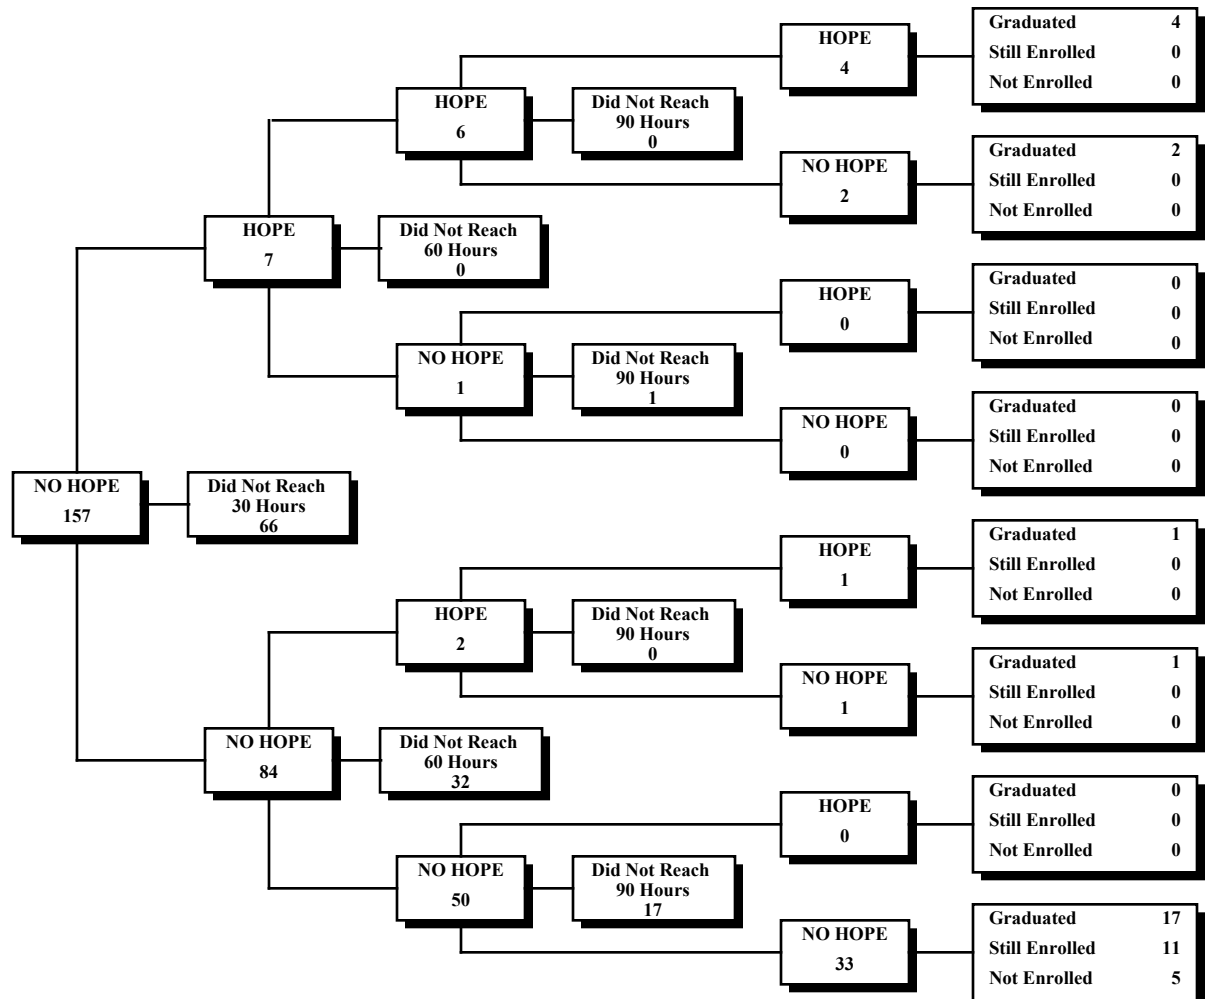 HOPE
4
Graduated 4
Still Enrolled 0
Not Enrolled 0
HOPE
6
Did Not Reach
90 Hours
0
NO HOPE
2
Graduated 2
Still Enrolled 0
Not Enrolled 0
HOPE
7
Did Not Reach
60 Hours
0
HOPE
0
Graduated 0
Still Enrolled 0
Not Enrolled 0
NO HOPE
1
Did Not Reach
90 Hours
1
NO HOPE
0
Graduated 0
Still Enrolled 0
Not Enrolled 0
NO HOPE
157
Did Not Reach
30 Hours
66
HOPE
1
Graduated 1
Still Enrolled 0
Not Enrolled 0
HOPE
2
Did Not Reach
90 Hours
0
NO HOPE
1
Graduated 1
Still Enrolled 0
Not Enrolled 0
NO HOPE
84
Did Not Reach
60 Hours
32
HOPE
0
Graduated 0
Still Enrolled 0
Not Enrolled 0
NO HOPE
50
Did Not Reach
90 Hours
17
NO HOPE
33
Graduated 17
Still Enrolled 11
Not Enrolled 5